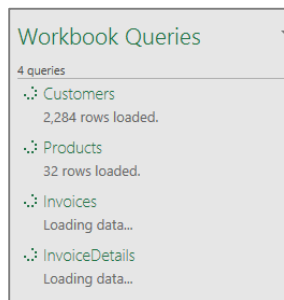 Workbook Queries
4 queries
Customers
2,284 rows loaded.
Products
32 rows loaded.
Invoices
Loading data...
InvoiceDetails
Loading data...